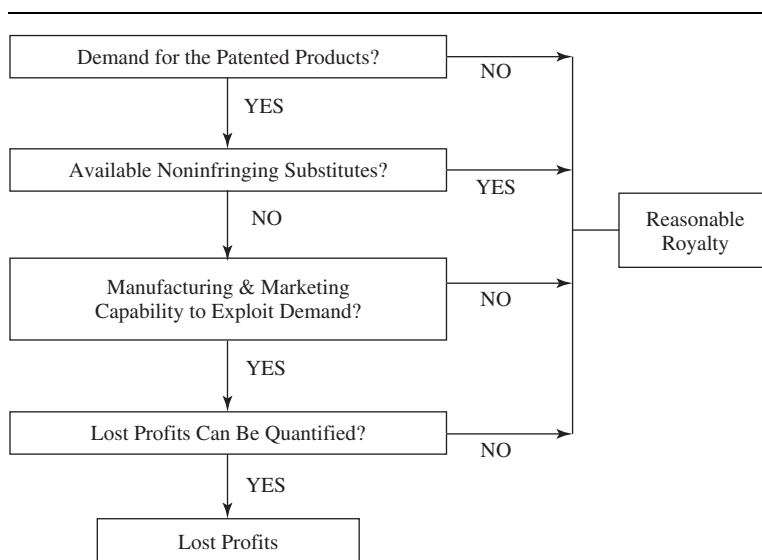 Demand for the Patented Products?
NO
YES
Available Noninfringing Substitutes?
YES
NO
Reasonable
Royalty
Manufacturing & Marketing
Capability to Exploit Demand?
NO
YES
Lost Profits Can Be Quantified?
NO
YES
Lost Profits